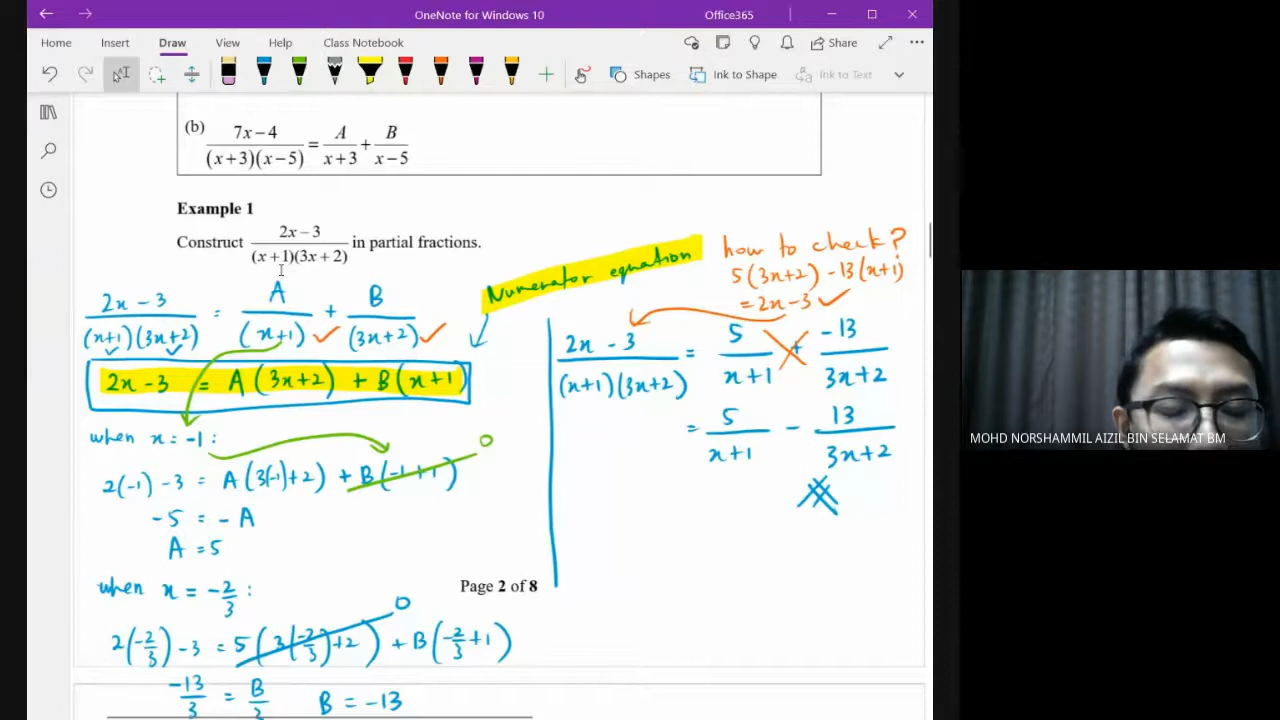 OneNote for Windows 10
Office365
Home Insert Draw View Help Class Notebook
Share
Shapes Ink to Shape Ink to Text
(b) 7x−4 / (x+3)(x−5) = A / x+3 + B / x−5
Example 1
Construct 2x−3 / (x+1)(3x+2) in partial fractions.
2x − 3 / (x+1)(3x+2) = A / (x+1) + B / (3x+2)
Numerator equation
2x − 3 = A(3x+2) + B(x+1)
when x = −1 :
2(−1) − 3 = A(3(−1)+2) + B(−1+1) 0
−5 = −A
A = 5
when x = −2/3 :
2(−2/3) − 3 = 5(3(−2/3)+2) + B(−2/3+1) 0
−13/3 = B/3 B = −13
how to check?
5(3x+2) − 13(x+1)
= 2x − 3
2x − 3 / (x+1)(3x+2) = 5 / x+1 + −13 / 3x+2
= 5 / x+1 − 13 / 3x+2
Page 2 of 8
MOHD NORSHAMMIL AIZIL BIN SELAMAT BM